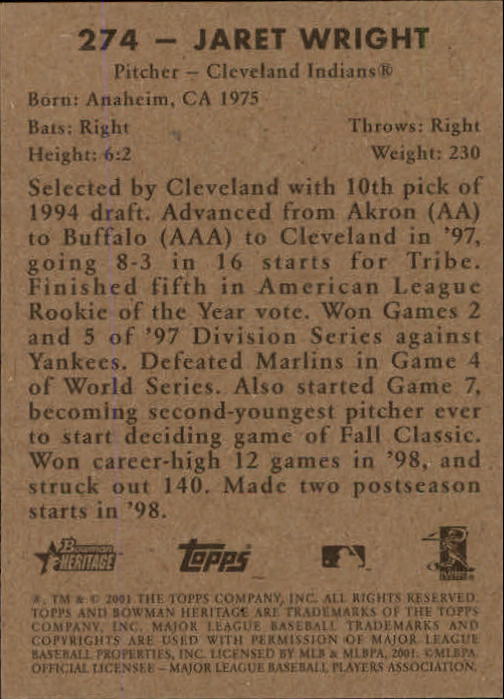 274 – JARET WRIGHT
Pitcher – Cleveland Indians®
Born: Anaheim, CA 1975
Bats: Right Throws: Right
Height: 6:2 Weight: 230
Selected by Cleveland with 10th pick of
1994 draft. Advanced from Akron (AA)
to Buffalo (AAA) to Cleveland in '97,
going 8-3 in 16 starts for Tribe.
Finished fifth in American League
Rookie of the Year vote. Won Games 2
and 5 of '97 Division Series against
Yankees. Defeated Marlins in Game 4
of World Series. Also started Game 7,
becoming second-youngest pitcher ever
to start deciding game of Fall Classic.
Won career-high 12 games in '98, and
struck out 140. Made two postseason
starts in '98.
Bowman
HERITAGE
Topps
®, TM & © 2001 THE TOPPS COMPANY, INC. ALL RIGHTS RESERVED.
TOPPS AND BOWMAN HERITAGE ARE TRADEMARKS OF THE TOPPS
COMPANY, INC. MAJOR LEAGUE BASEBALL TRADEMARKS AND
COPYRIGHTS ARE USED WITH PERMISSION OF MAJOR LEAGUE
BASEBALL PROPERTIES, INC. LICENSED BY MLB & MLBPA, 2001. ©MLBPA
OFFICIAL LICENSEE – MAJOR LEAGUE BASEBALL PLAYERS ASSOCIATION.